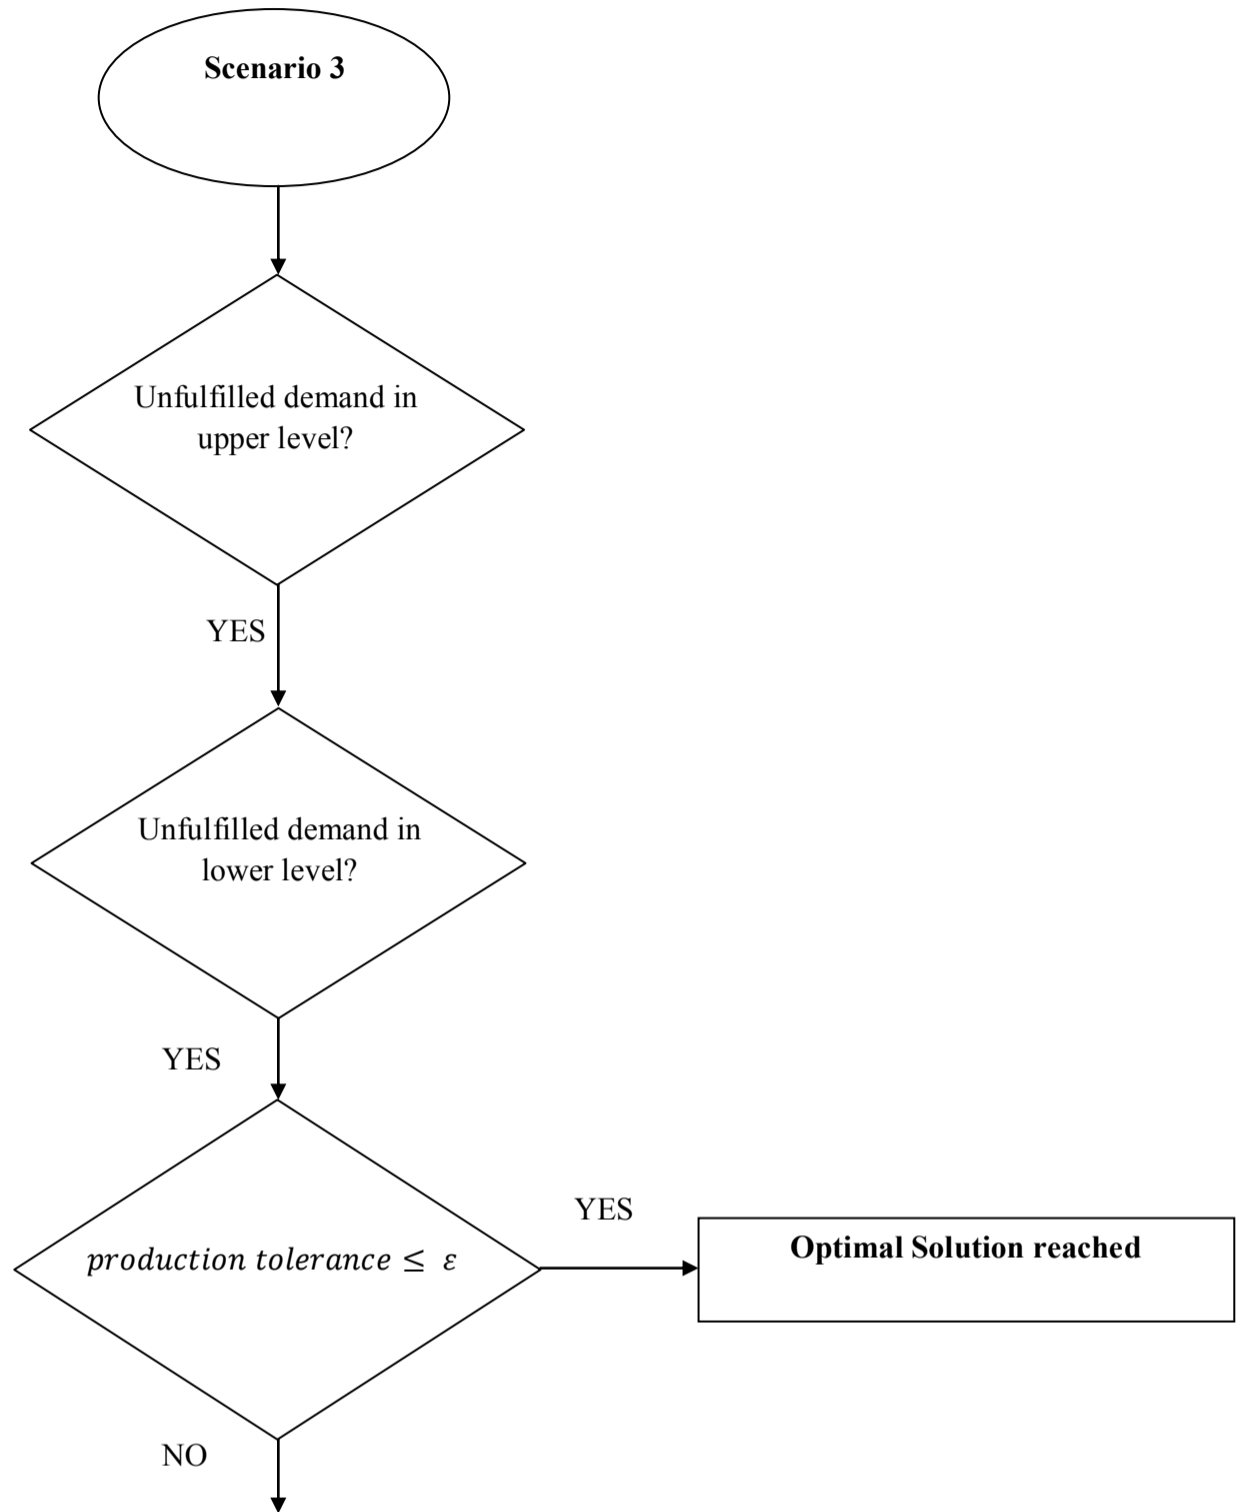 Scenario 3
Unfulfilled demand in
upper level?
YES
Unfulfilled demand in
lower level?
YES
production tolerance ≤ ε
YES
Optimal Solution reached
NO